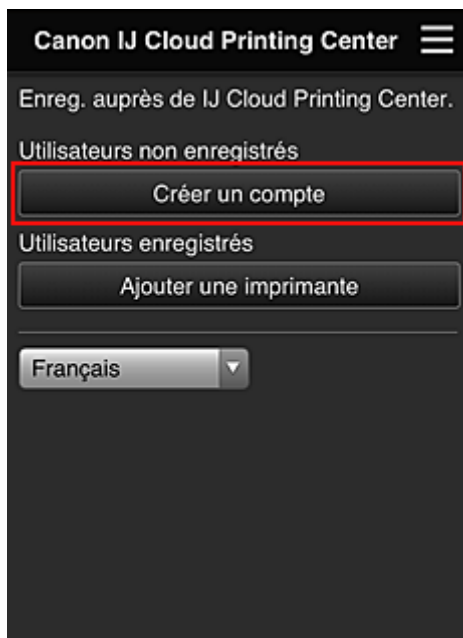 Canon IJ Cloud Printing Center
Enreg. auprès de IJ Cloud Printing Center.
Utilisateurs non enregistrés
Créer un compte
Utilisateurs enregistrés
Ajouter une imprimante
Français